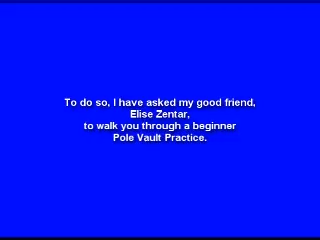 To do so, I have asked my good friend,
Elise Zentar,
to walk you through a beginner
Pole Vault Practice.